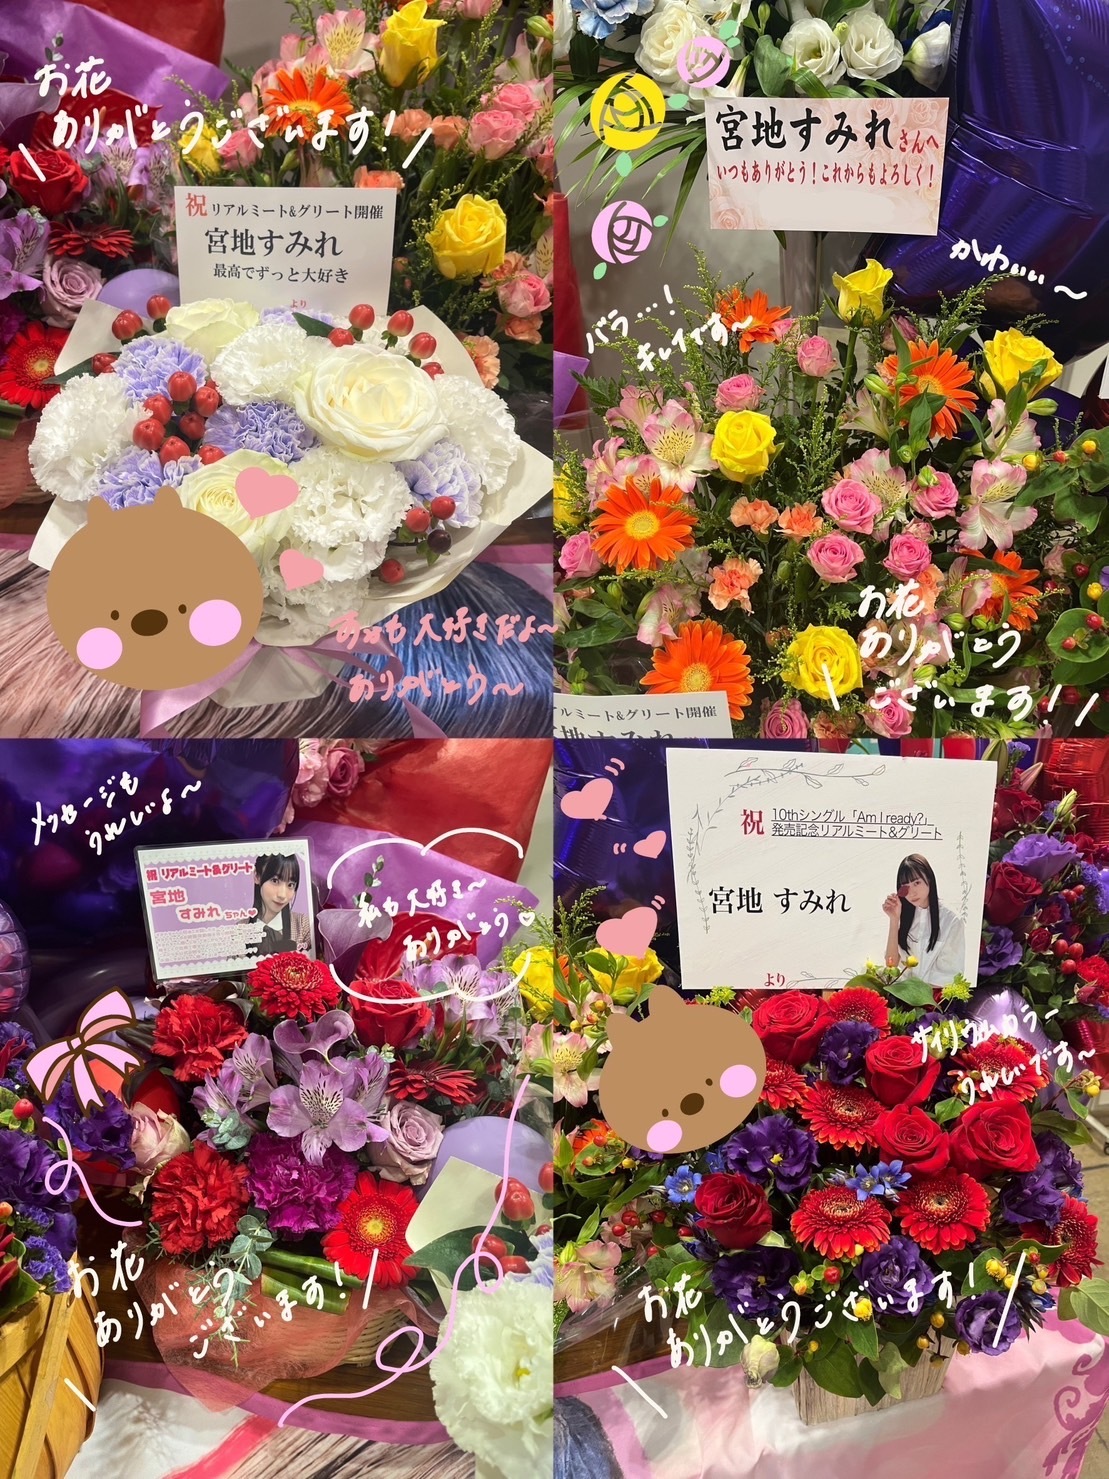 お花
ありがとうございます！
祝 リアルミート&グリート開催
宮地すみれ
最高でずっと大好き
より
大好きだよ〜
ありがとう〜
宮地すみれさんへ
いつもありがとう！これからもよろしく！
かわいい〜
バラ…！
キレイです〜
お花
ありがとう
ございます！
ルミート&グリート開催
メッセージも
うれしいよ〜
祝 リアルミート&グリート
宮地
すみれちゃん♥
私も大好き〜
ありがとう♡
お花
ありがとう
ございます！
祝 10thシングル「Am I ready?」
発売記念リアルミート&グリート
宮地 すみれ
より
サイリウムカラー
うれしいです〜
お花
ありがとうございます！